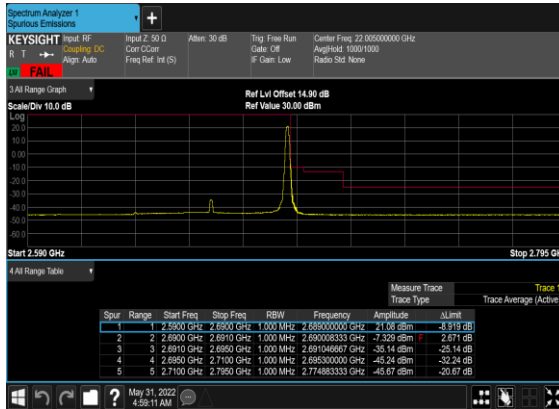 Spectrum Analyzer 1
Spurious Emissions
KEYSIGHT
R T
Input: RF
Coupling: DC
Align: Auto
Input Z: 50 Ω
Corr CCorr
Freq Ref: Int (S)
Atten: 30 dB
Trig: Free Run
Gate: Off
IF Gain: Low
Center Freq: 22.005000000 GHz
Avg|Hold: 1000/1000
Radio Std: None
FAIL
3 All Range Graph
Scale/Div 10.0 dB
Ref Lvl Offset 14.90 dB
Ref Value 30.00 dBm
Log
20.0
10.0
0.00
-10.0
-20.0
-30.0
-40.0
-50.0
-60.0
Start 2.590 GHz
Stop 2.795 GH
4 All Range Table
Measure Trace Trace 1
Trace Type Trace Average (Active
Spur Range Start Freq Stop Freq RBW Frequency Amplitude ΔLimit
1 1 2.5900 GHz 2.6900 GHz 1.000 MHz 2.689000000 GHz 21.08 dBm -8.919 dB
2 2 2.6900 GHz 2.6910 GHz 1.000 MHz 2.690008333 GHz -7.329 dBm F 2.671 dB
3 3 2.6910 GHz 2.6950 GHz 1.000 MHz 2.691046667 GHz -35.14 dBm -25.14 dB
4 4 2.6950 GHz 2.7100 GHz 1.000 MHz 2.695300000 GHz -45.24 dBm -32.24 dB
5 5 2.7100 GHz 2.7950 GHz 1.000 MHz 2.774883333 GHz -45.67 dBm -20.67 dB
?
May 31, 2022
4:59:11 AM